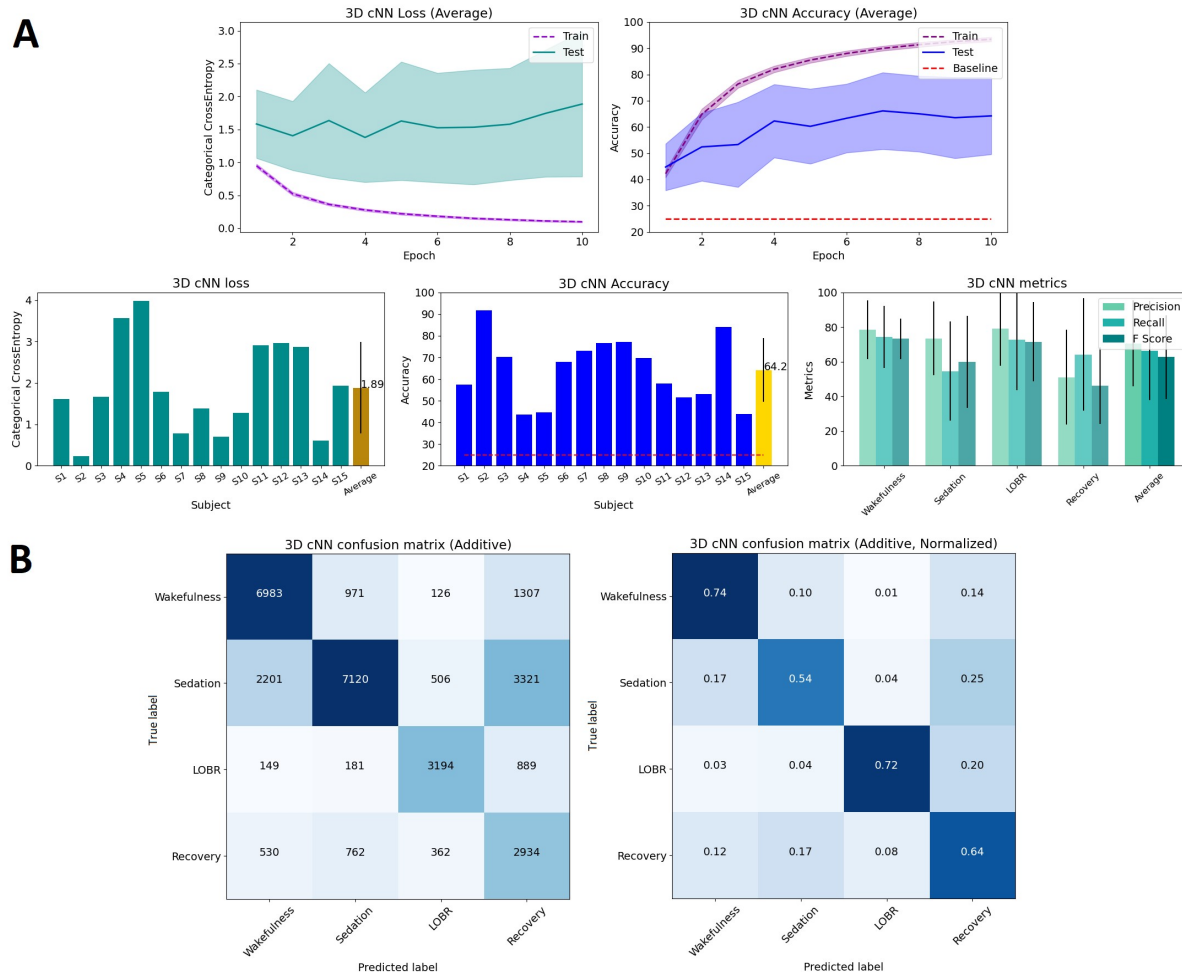 A
3D cNN Loss (Average)
3.0
2.5
2.0
1.5
1.0
0.5
0.0
Categorical CrossEntropy
Train
Test
2 4 6 8 10
Epoch
3D cNN Accuracy (Average)
100
90
80
70
60
50
40
30
20
Accuracy
Train
Test
Baseline
2 4 6 8 10
Epoch
3D cNN loss
4
3
2
1
0
Categorical CrossEntropy
1.89
S1 S2 S3 S4 S5 S6 S7 S8 S9 S10 S11 S12 S13 S14 S15 Average
Subject
3D cNN Accuracy
100
90
80
70
60
50
40
30
20
Accuracy
64.2
S1 S2 S3 S4 S5 S6 S7 S8 S9 S10 S11 S12 S13 S14 S15 Average
Subject
3D cNN metrics
100
80
60
40
20
0
Metrics
Precision
Recall
F Score
Wakefulness Sedation LOBR Recovery Average
B
3D cNN confusion matrix (Additive)
True label
Wakefulness 6983 971 126 1307
Sedation 2201 7120 506 3321
LOBR 149 181 3194 889
Recovery 530 762 362 2934
Wakefulness Sedation LOBR Recovery
Predicted label
3D cNN confusion matrix (Additive, Normalized)
True label
Wakefulness 0.74 0.10 0.01 0.14
Sedation 0.17 0.54 0.04 0.25
LOBR 0.03 0.04 0.72 0.20
Recovery 0.12 0.17 0.08 0.64
Wakefulness Sedation LOBR Recovery
Predicted label